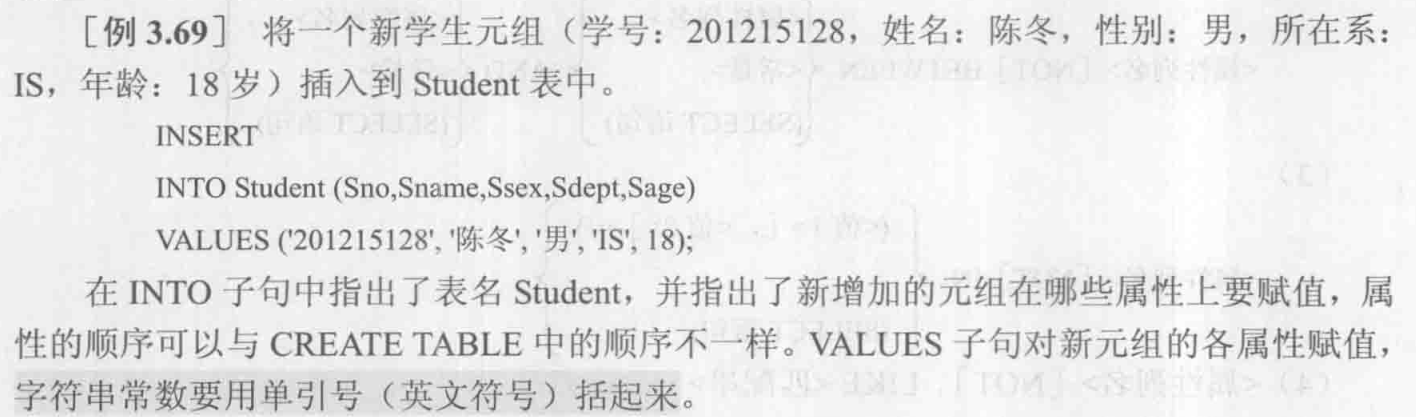 ［例 3.69］ 将一个新学生元组（学号：201215128，姓名：陈冬，性别：男，所在系：
IS，年龄：18 岁）插入到 Student 表中。
INSERT
INTO Student (Sno,Sname,Ssex,Sdept,Sage)
VALUES ('201215128', '陈冬', '男', 'IS', 18);
在 INTO 子句中指出了表名 Student，并指出了新增加的元组在哪些属性上要赋值，属
性的顺序可以与 CREATE TABLE 中的顺序不一样。VALUES 子句对新元组的各属性赋值，
字符串常数要用单引号（英文符号）括起来。